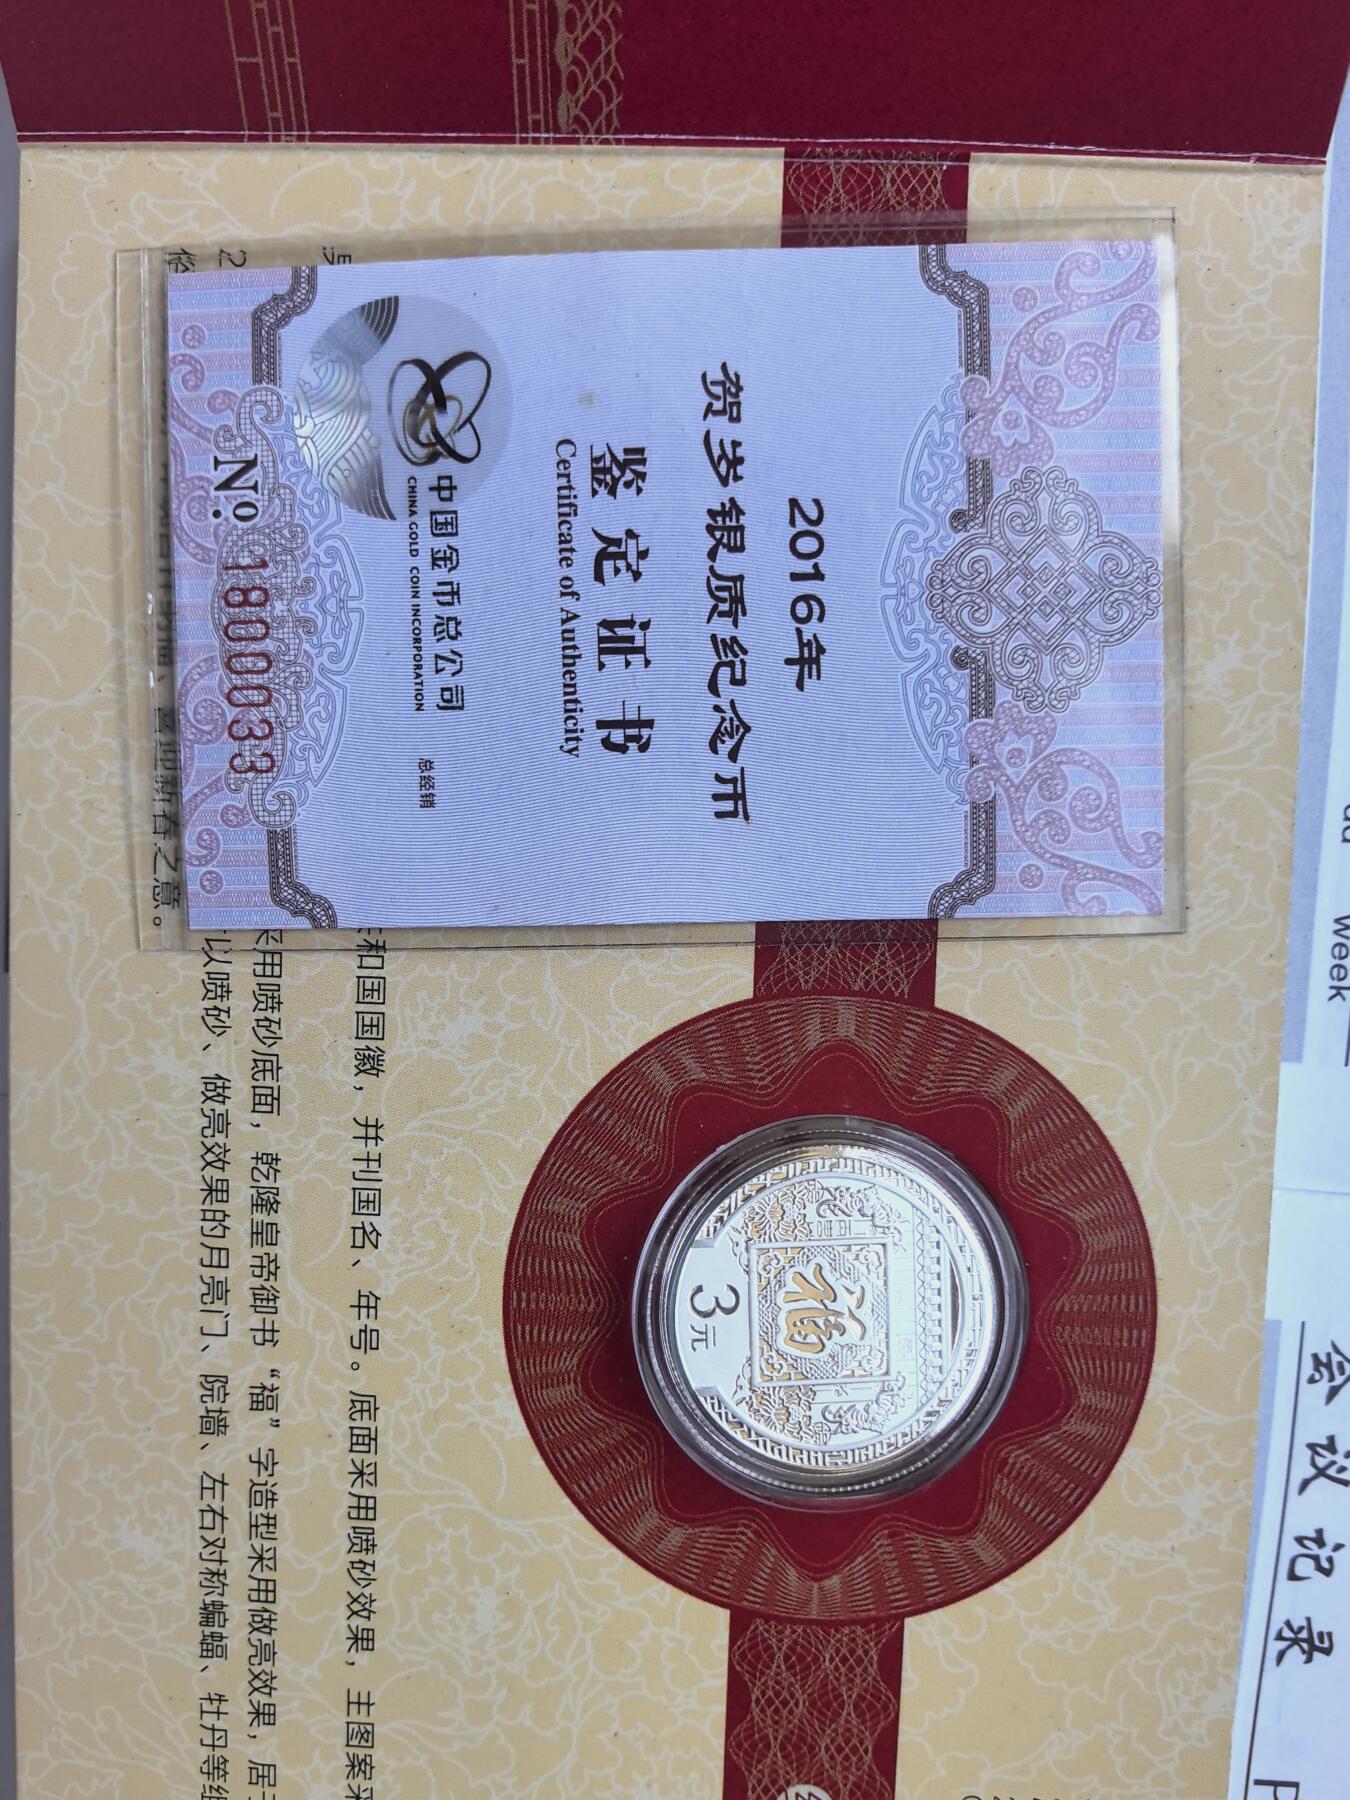 2016年
贺岁银质纪念币
鉴定证书
Certificate of Authenticity
中国金币总公司 总经销
CHINA GOLD COIN INCORPORATION
No: 1800033
福
3元
和国国徽，并刊国名、年号。底面采用喷砂效果，主图案采
采用喷砂底面，乾隆皇帝御书“福”字造型采用做亮效果，居
以喷砂、做亮效果的月亮门、院墙、左右对称蝙蝠、牡丹等组
喜迎新春之意。
week
会议记录